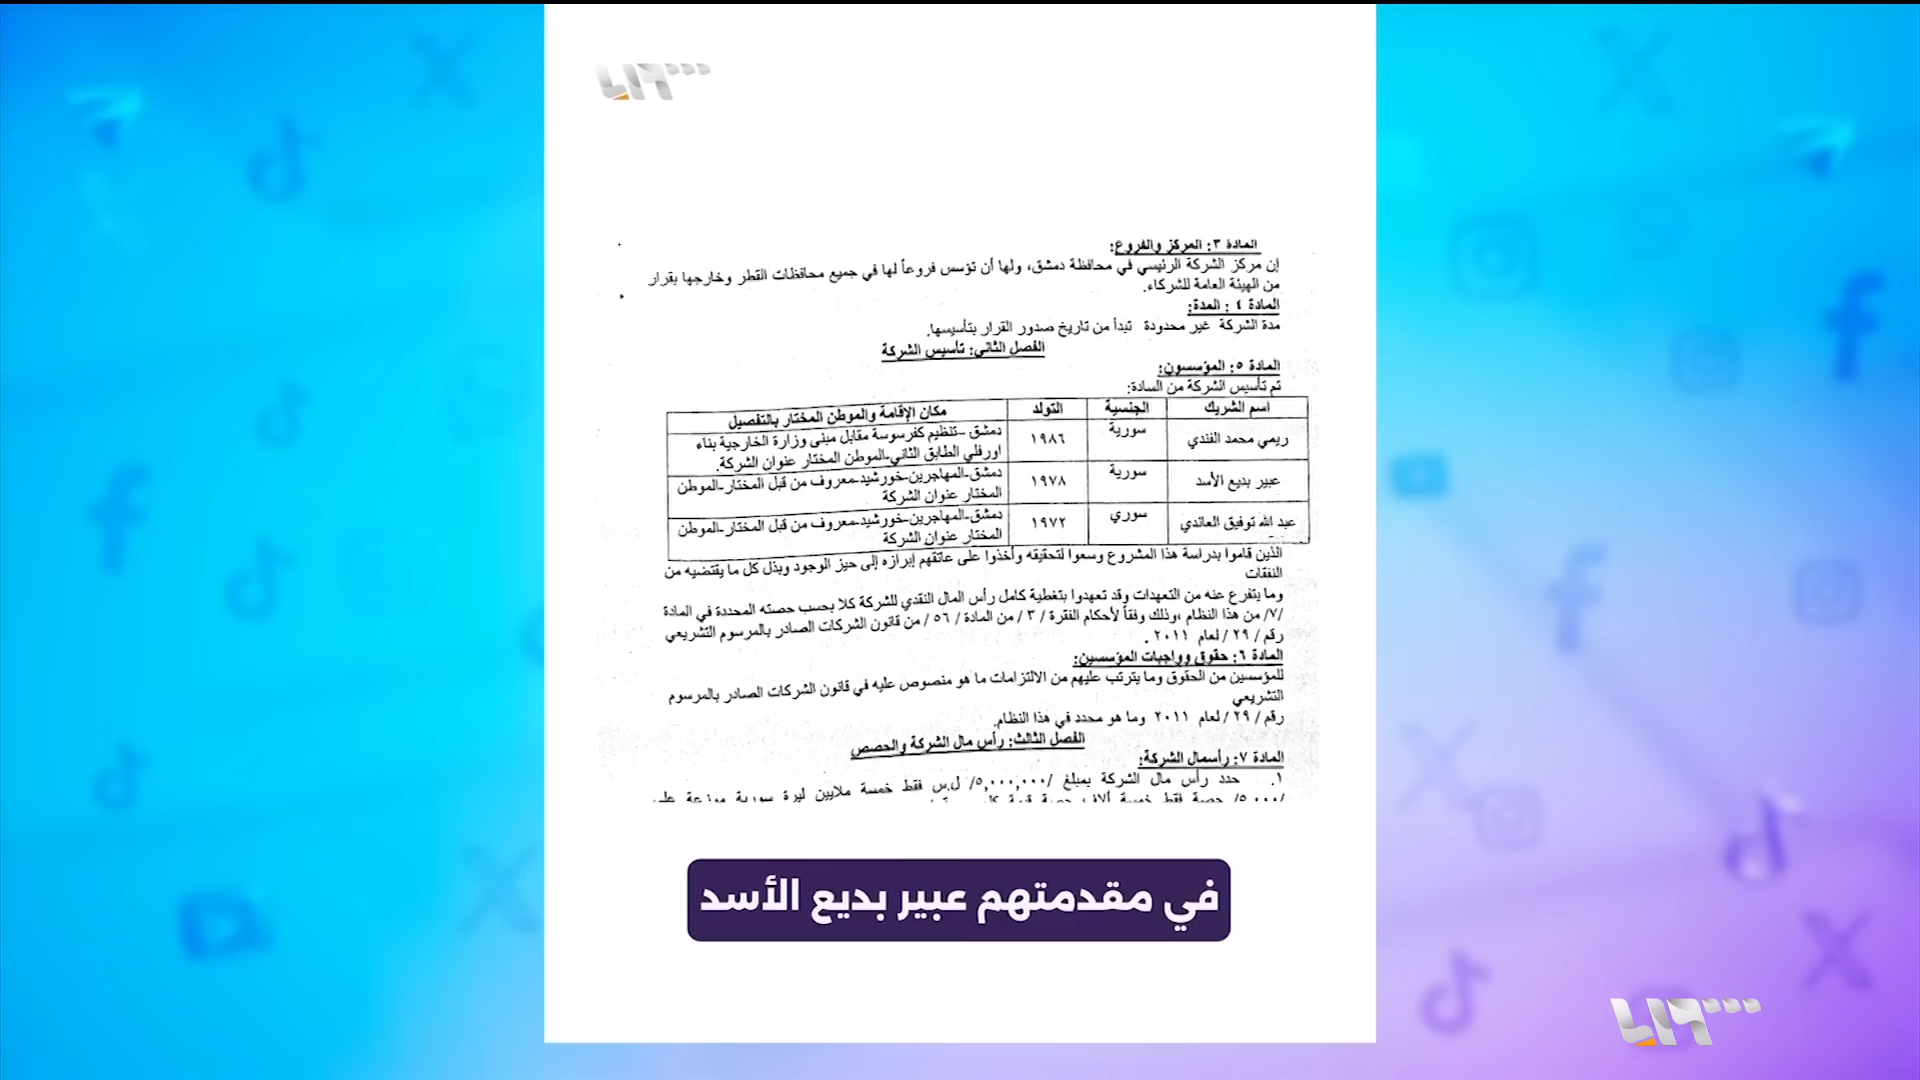 المادة ٣: المركز والفروع:
إن مركز الشركة الرئيسي في محافظة دمشق، ولها أن تؤسس فروعاً لها في جميع محافظات القطر وخارجها بقرار
من الهيئة العامة للشركاء.
المادة ٤ : المدة:
مدة الشركة غير محدودة تبدأ من تاريخ صدور القرار بتأسيسها.
الفصل الثاني: تأسيس الشركة
المادة ٥: المؤسسون:
تم تأسيس الشركة من السادة:
اسم الشريك الجنسية التولد مكان الإقامة والموطن المختار بالتفصيل
ريمي محمد الفندي سورية ١٩٨٦ دمشق –تنظيم كفرسوسة مقابل مبنى وزارة الخارجية بناء
اورفلي الطابق الثاني-الموطن المختار عنوان الشركة.
عبير بديع الأسد سورية ١٩٧٨ دمشق-المهاجرين-خورشيد-معروف من قبل المختار-الموطن
المختار عنوان الشركة
عبد الله توفيق العائدي سوري ١٩٧٢ دمشق-المهاجرين-خورشيد-معروف من قبل المختار-الموطن
المختار عنوان الشركة
الذين قاموا بدراسة هذا المشروع وسعوا لتحقيقه وأخذوا على عاتقهم إبرازه إلى حيز الوجود وبذل كل ما يقتضيه من
النفقات
وما يتفرع عنه من التعهدات وقد تعهدوا بتغطية كامل رأس المال النقدي للشركة كلا بحسب حصته المحددة في المادة
/٧/ من هذا النظام ،وذلك وفقاً لأحكام الفقرة / ٣ / من المادة / ٥٦ / من قانون الشركات الصادر بالمرسوم التشريعي
رقم / ٢٩ / لعام ٢٠١١ .
المادة ٦: حقوق وواجبات المؤسسين:
للمؤسسين من الحقوق وما يترتب عليهم من الالتزامات ما هو منصوص عليه في قانون الشركات الصادر بالمرسوم
التشريعي
رقم / ٢٩ / لعام ٢٠١١ وما هو محدد في هذا النظام.
الفصل الثالث: رأس مال الشركة والحصص
المادة ٧: رأسمال الشركة:
١. حدد رأس مال الشركة بمبلغ /٥,٠٠٠,٠٠٠/ ل.س فقط خمسة ملايين ليرة سورية موزعة على
/٥,٠٠٠/ حصة فقط خمسة آلاف حصة قيمة كل
في مقدمتهم عبير بديع الأسد